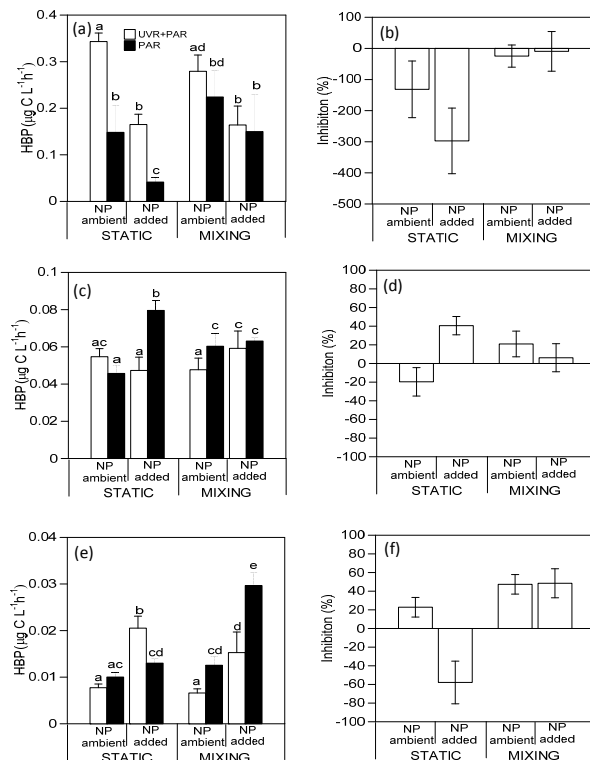 (a)
UVR+PAR
PAR
HBP (µg C L-1h-1)
0.4
0.3
0.2
0.1
0
a
b
b
c
ad
bd
b
b
NP ambient
NP added
NP ambient
NP added
STATIC
MIXING
(b)
Inhibiton (%)
100
0
-100
-200
-300
-400
-500
NP ambient
NP added
NP ambient
NP added
STATIC
MIXING
(c)
HBP (µg C L-1h-1)
0.1
0.08
0.06
0.04
0.02
0
ac
a
a
b
a
c
c
c
NP ambient
NP added
NP ambient
NP added
STATIC
MIXING
(d)
Inhibiton (%)
100
80
60
40
20
0
-20
-40
-60
-80
-100
NP ambient
NP added
NP ambient
NP added
STATIC
MIXING
(e)
HBP (µg C L-1h-1)
0.04
0.03
0.02
0.01
0
a
ac
b
cd
a
cd
d
e
NP ambient
NP added
NP ambient
NP added
STATIC
MIXING
(f)
Inhibiton (%)
100
80
60
40
20
0
-20
-40
-60
-80
-100
NP ambient
NP added
NP ambient
NP added
STATIC
MIXING